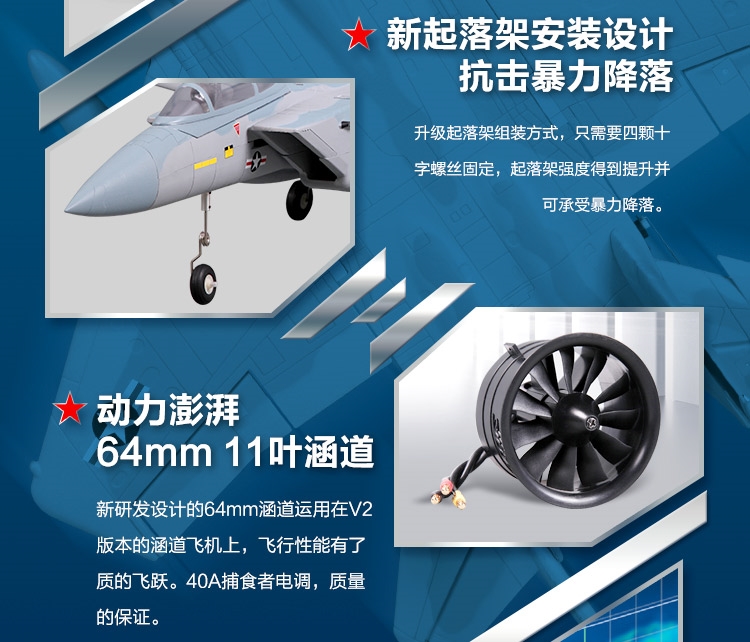 新起落架安装设计
抗击暴力降落
升级起落架组装方式，只需要四颗十
字螺丝固定，起落架强度得到提升并
可承受暴力降落。
动力澎湃
64mm 11叶涵道
新研发设计的64mm涵道运用在V2
版本的涵道飞机上，飞行性能有了
质的飞跃。40A捕食者电调，质量
的保证。